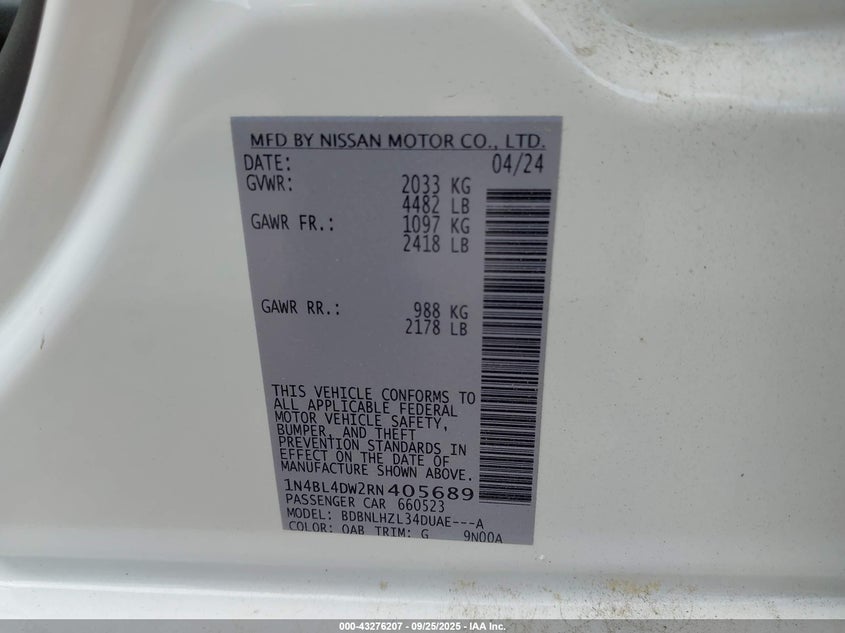 MFD BY NISSAN MOTOR CO., LTD.
DATE: 04/24
GVWR: 2033 KG
4482 LB
GAWR FR.: 1097 KG
2418 LB
GAWR RR.: 988 KG
2178 LB
THIS VEHICLE CONFORMS TO
ALL APPLICABLE FEDERAL
MOTOR VEHICLE SAFETY,
BUMPER, AND THEFT
PREVENTION STANDARDS IN
EFFECT ON THE DATE OF
MANUFACTURE SHOWN ABOVE.
1N4BL4DW2RN405689
PASSENGER CAR 660523
MODEL: BDBNLHZL34DUAE---A
COLOR: QAB TRIM: G 9N00A
000-43276207 - 09/25/2025 - IAA Inc.